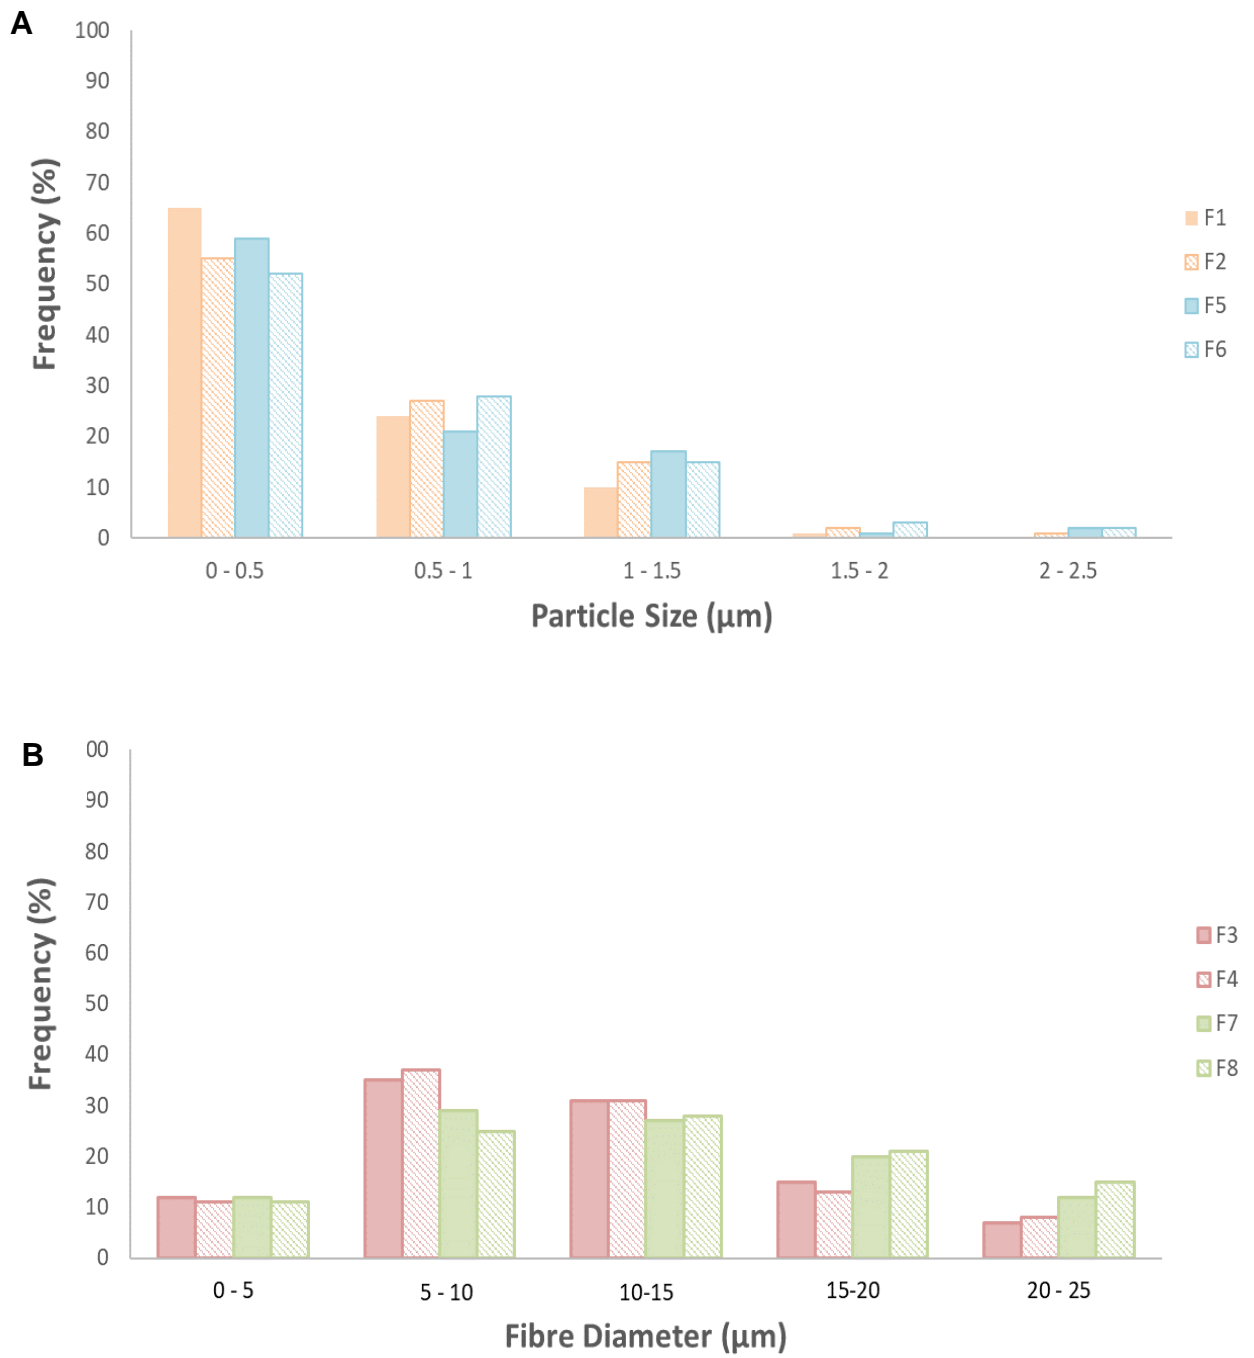 A
100
90
80
70
60
50
40
30
20
10
0
Frequency (%)
0 - 0.5
0.5 - 1
1 - 1.5
1.5 - 2
2 - 2.5
Particle Size (µm)
F1
F2
F5
F6
B
00
90
80
70
60
50
40
30
20
10
0
Frequency (%)
0 - 5
5 - 10
10-15
15-20
20 - 25
Fibre Diameter (µm)
F3
F4
F7
F8